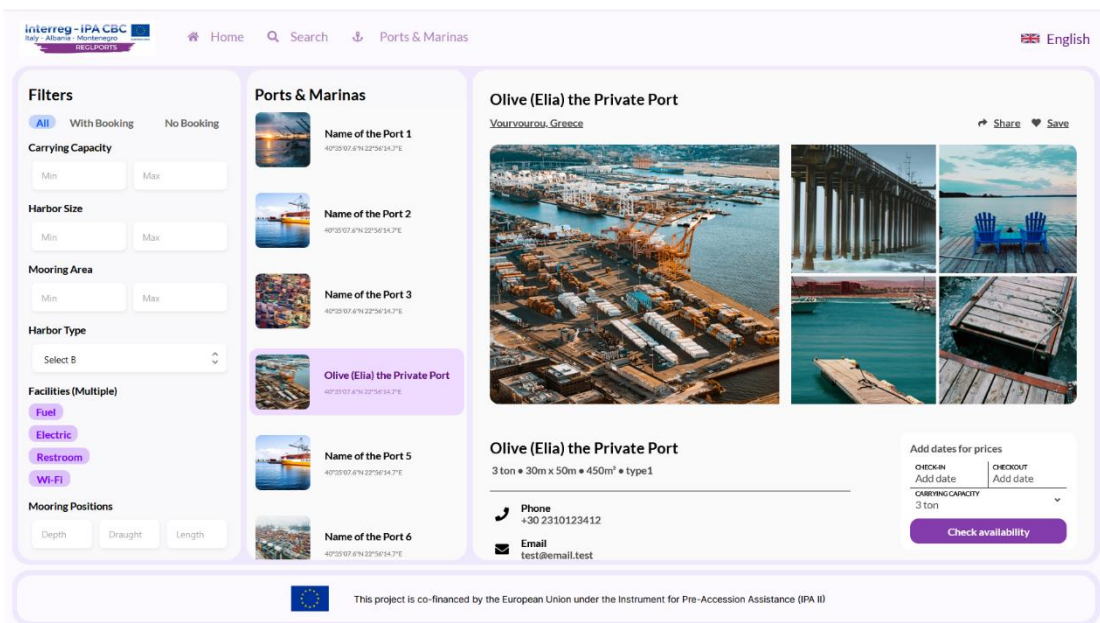 Interreg - IPA CBC
Italy - Albania - Montenegro
REGLPORTS
Home
Search
Ports & Marinas
English
Filters
All With Booking No Booking
Carrying Capacity
Min Max
Harbor Size
Min Max
Mooring Area
Min Max
Harbor Type
Select B
Facilities (Multiple)
Fuel
Electric
Restroom
Wi-Fi
Mooring Positions
Depth Draught Length
Ports & Marinas
Name of the Port 1
40°35'07.6"N 22°56'14.7"E
Name of the Port 2
40°35'07.6"N 22°56'14.7"E
Name of the Port 3
40°35'07.6"N 22°56'14.7"E
Olive (Elia) the Private Port
40°35'07.6"N 22°56'14.7"E
Name of the Port 5
40°35'07.6"N 22°56'14.7"E
Name of the Port 6
40°35'07.6"N 22°56'14.7"E
Olive (Elia) the Private Port
Vourvourou, Greece
Share Save
Olive (Elia) the Private Port
3 ton • 30m x 50m • 450m² • type1
Phone
+30 2310123412
Email
test@email.test
Add dates for prices
CHECK-IN CHECKOUT
Add date Add date
CARRYING CAPACITY
3 ton
Check availability
This project is co-financed by the European Union under the Instrument for Pre-Accession Assistance (IPA II)